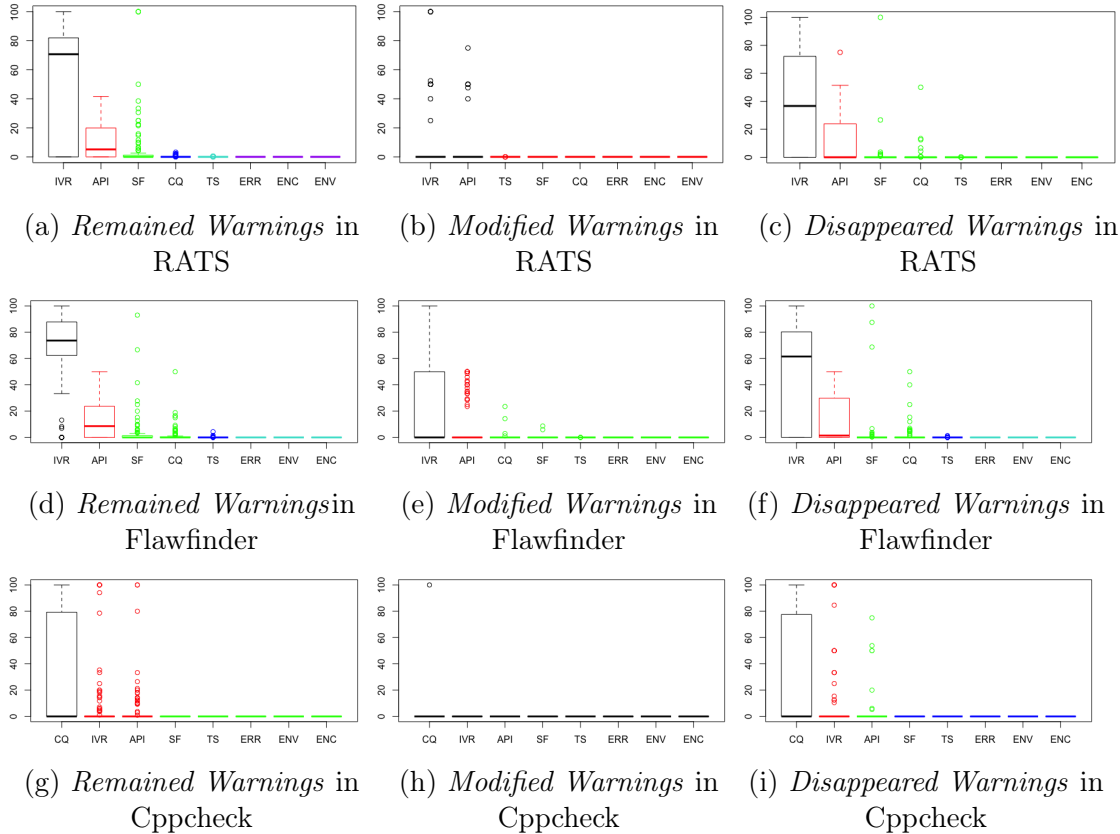 0 20 40 60 80 100
IVR API SF CQ TS ERR ENC ENV
(a) Remained Warnings in
RATS
0 20 40 60 80 100
IVR API TS SF CQ ERR ENC ENV
(b) Modified Warnings in
RATS
0 20 40 60 80 100
IVR API SF CQ TS ERR ENV ENC
(c) Disappeared Warnings in
RATS
0 20 40 60 80 100
IVR API SF CQ TS ERR ENV ENC
(d) Remained Warningsin
Flawfinder
0 20 40 60 80 100
IVR API CQ SF TS ERR ENV ENC
(e) Modified Warnings in
Flawfinder
0 20 40 60 80 100
IVR API SF CQ TS ERR ENV ENC
(f) Disappeared Warnings in
Flawfinder
0 20 40 60 80 100
CQ IVR API SF TS ERR ENV ENC
(g) Remained Warnings in
Cppcheck
0 20 40 60 80 100
CQ IVR API SF TS ERR ENV ENC
(h) Modified Warnings in
Cppcheck
0 20 40 60 80 100
CQ IVR API SF TS ERR ENV ENC
(i) Disappeared Warnings in
Cppcheck